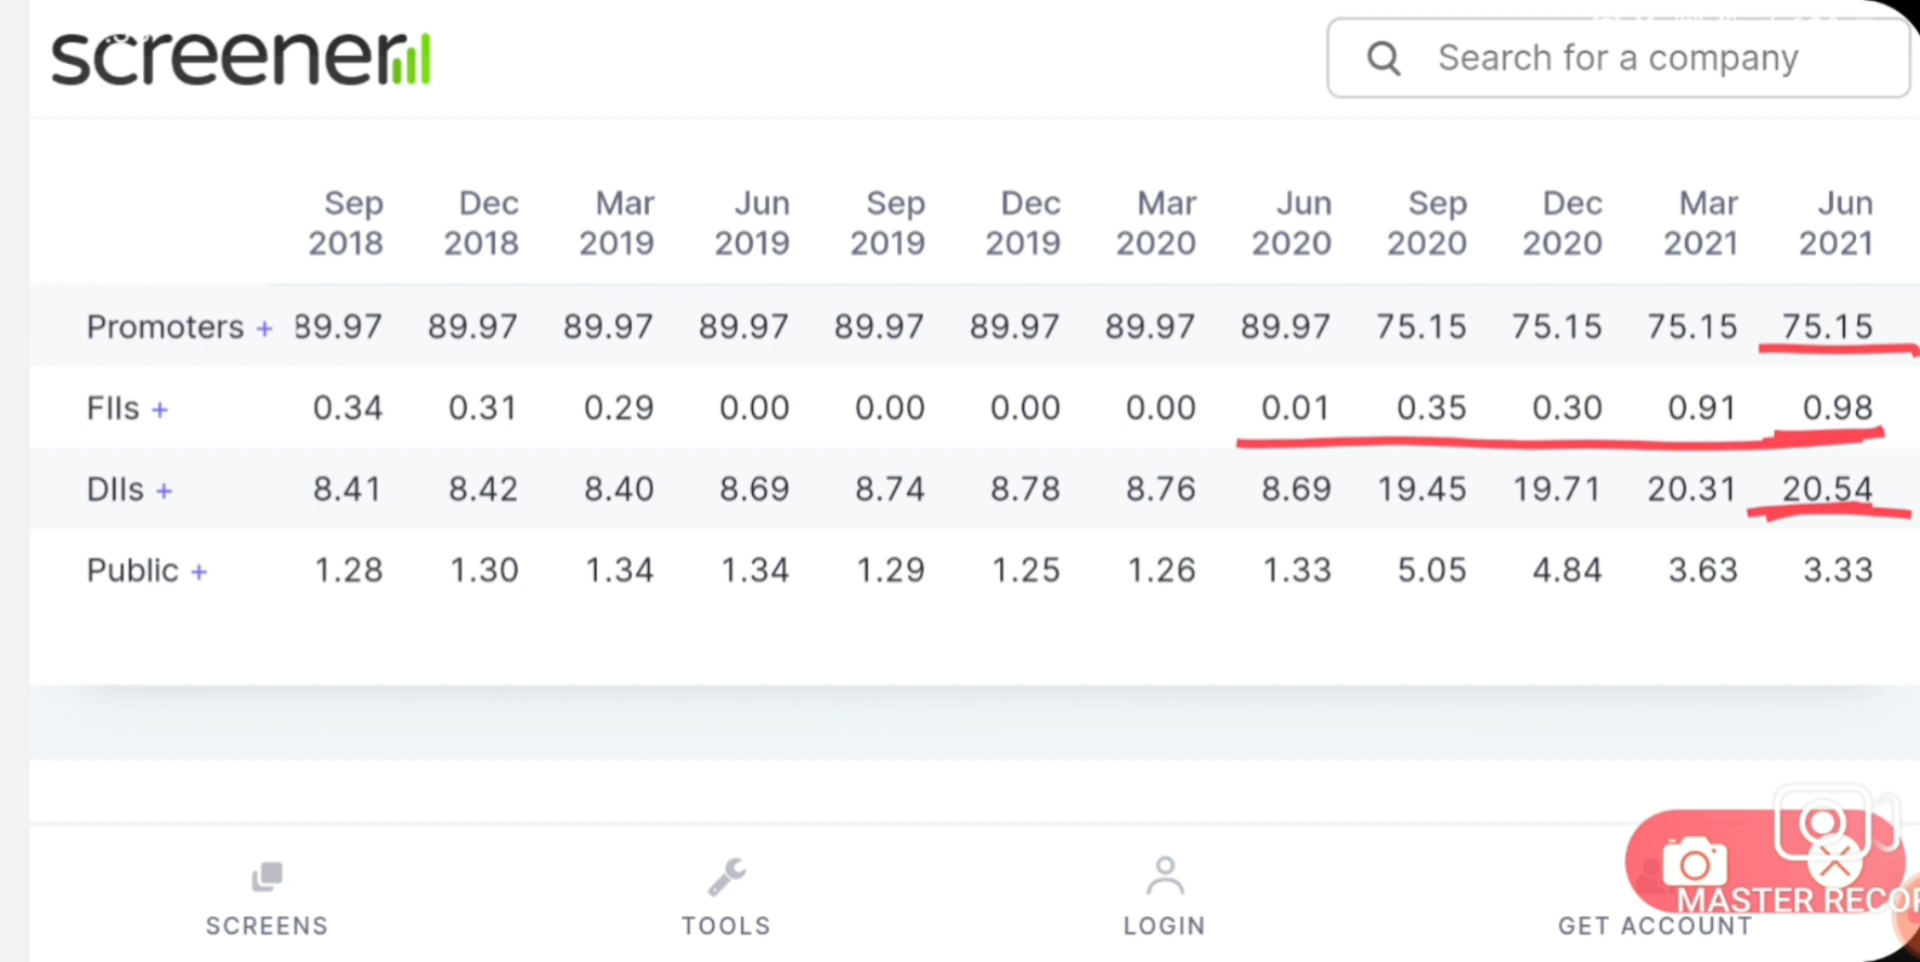 screener
Search for a company
Sep 2018 Dec 2018 Mar 2019 Jun 2019 Sep 2019 Dec 2019 Mar 2020 Jun 2020 Sep 2020 Dec 2020 Mar 2021 Jun 2021
Promoters + 89.97 89.97 89.97 89.97 89.97 89.97 89.97 89.97 75.15 75.15 75.15 75.15
FIIs + 0.34 0.31 0.29 0.00 0.00 0.00 0.00 0.01 0.35 0.30 0.91 0.98
DIIs + 8.41 8.42 8.40 8.69 8.74 8.78 8.76 8.69 19.45 19.71 20.31 20.54
Public + 1.28 1.30 1.34 1.34 1.29 1.25 1.26 1.33 5.05 4.84 3.63 3.33
MASTER RECOR
SCREENS TOOLS LOGIN GET ACCOUNT